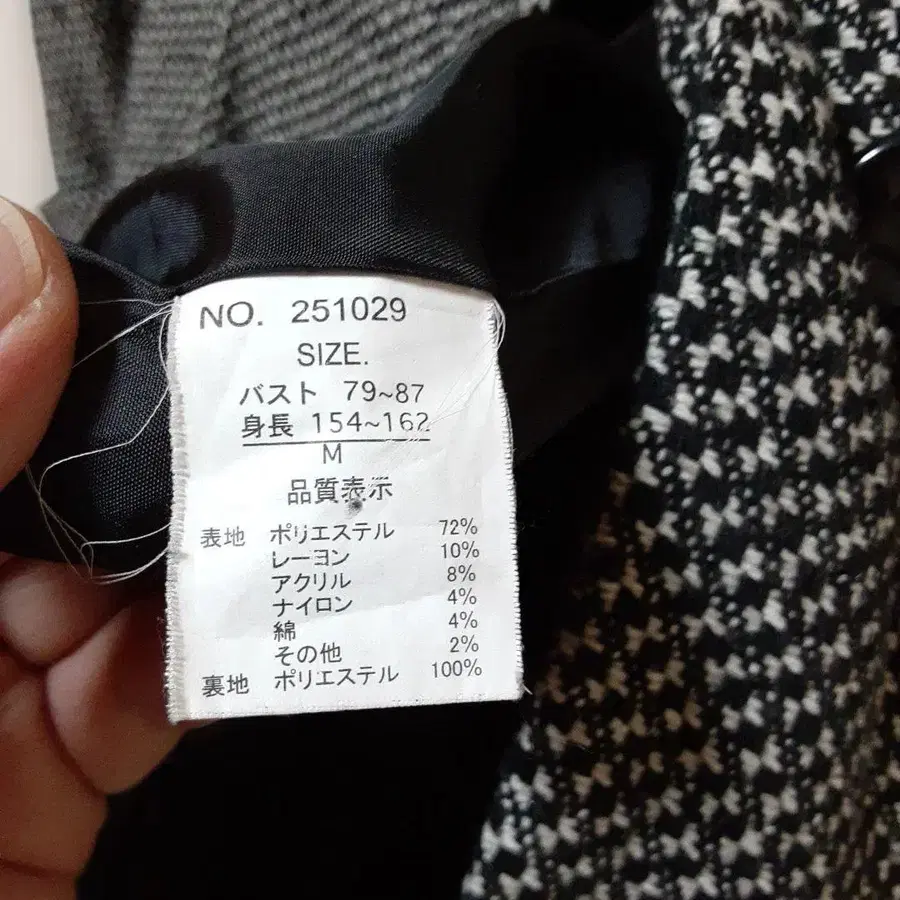 NO. 251029
SIZE.
バスト 79~87
身長 154~162
M
品質表示
表地 ポリエステル 72%
レーヨン 10%
アクリル 8%
ナイロン 4%
綿 4%
その他 2%
裏地 ポリエステル 100%